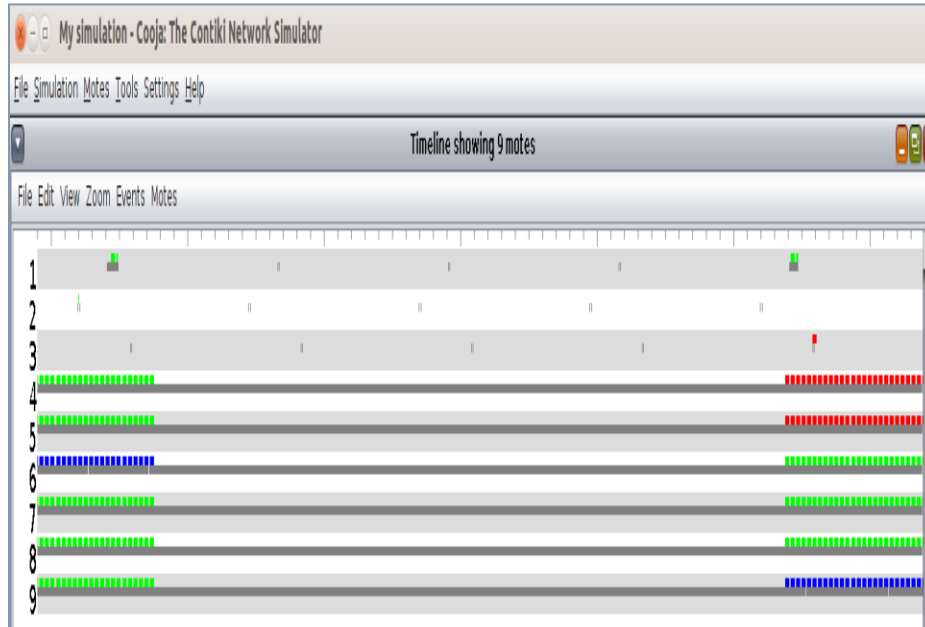 My simulation - Cooja: The Contiki Network Simulator
File Simulation Motes Tools Settings Help
Timeline showing 9 motes
File Edit View Zoom Events Motes
1
2
3
4
5
6
7
8
9